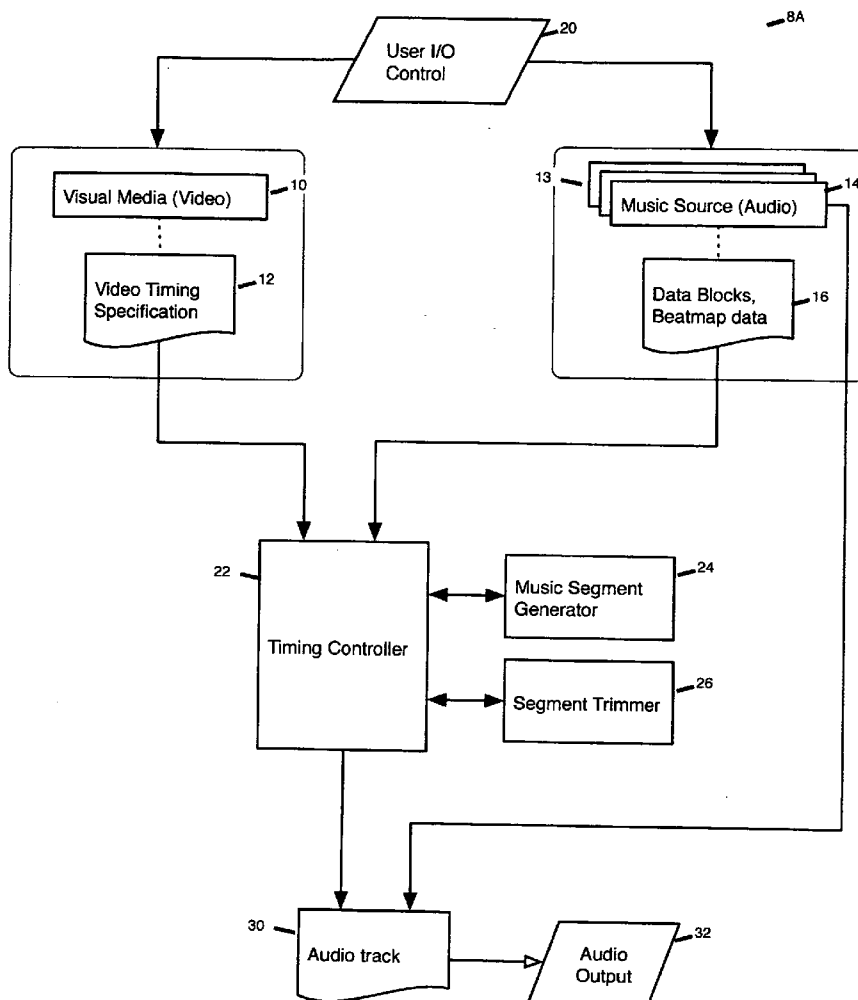 8A
20
User I/O
Control
10
Visual Media (Video)
13
14
Music Source (Audio)
12
Video Timing
Specification
Data Blocks,
Beatmap data
16
22
Timing Controller
24
Music Segment
Generator
26
Segment Trimmer
30
Audio track
32
Audio
Output